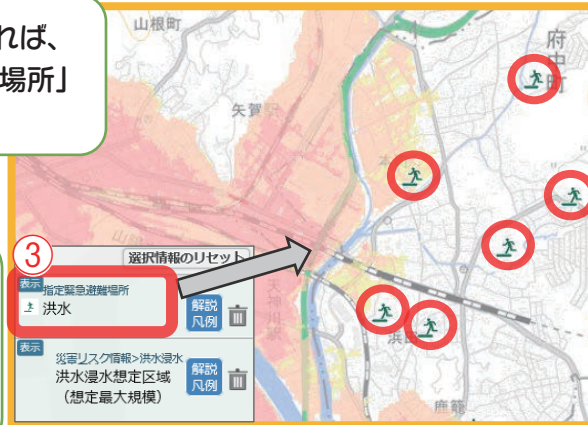 れば、
場所」
山根町
府中町
矢賀
本
山
③
選択情報のリセット
表示
指定緊急避難場所
洪水
解説
凡例
天神川駅
表示
災害リスク情報>洪水浸水
洪水浸水想定区域
(想定最大規模)
解説
凡例
浜田
鹿籠